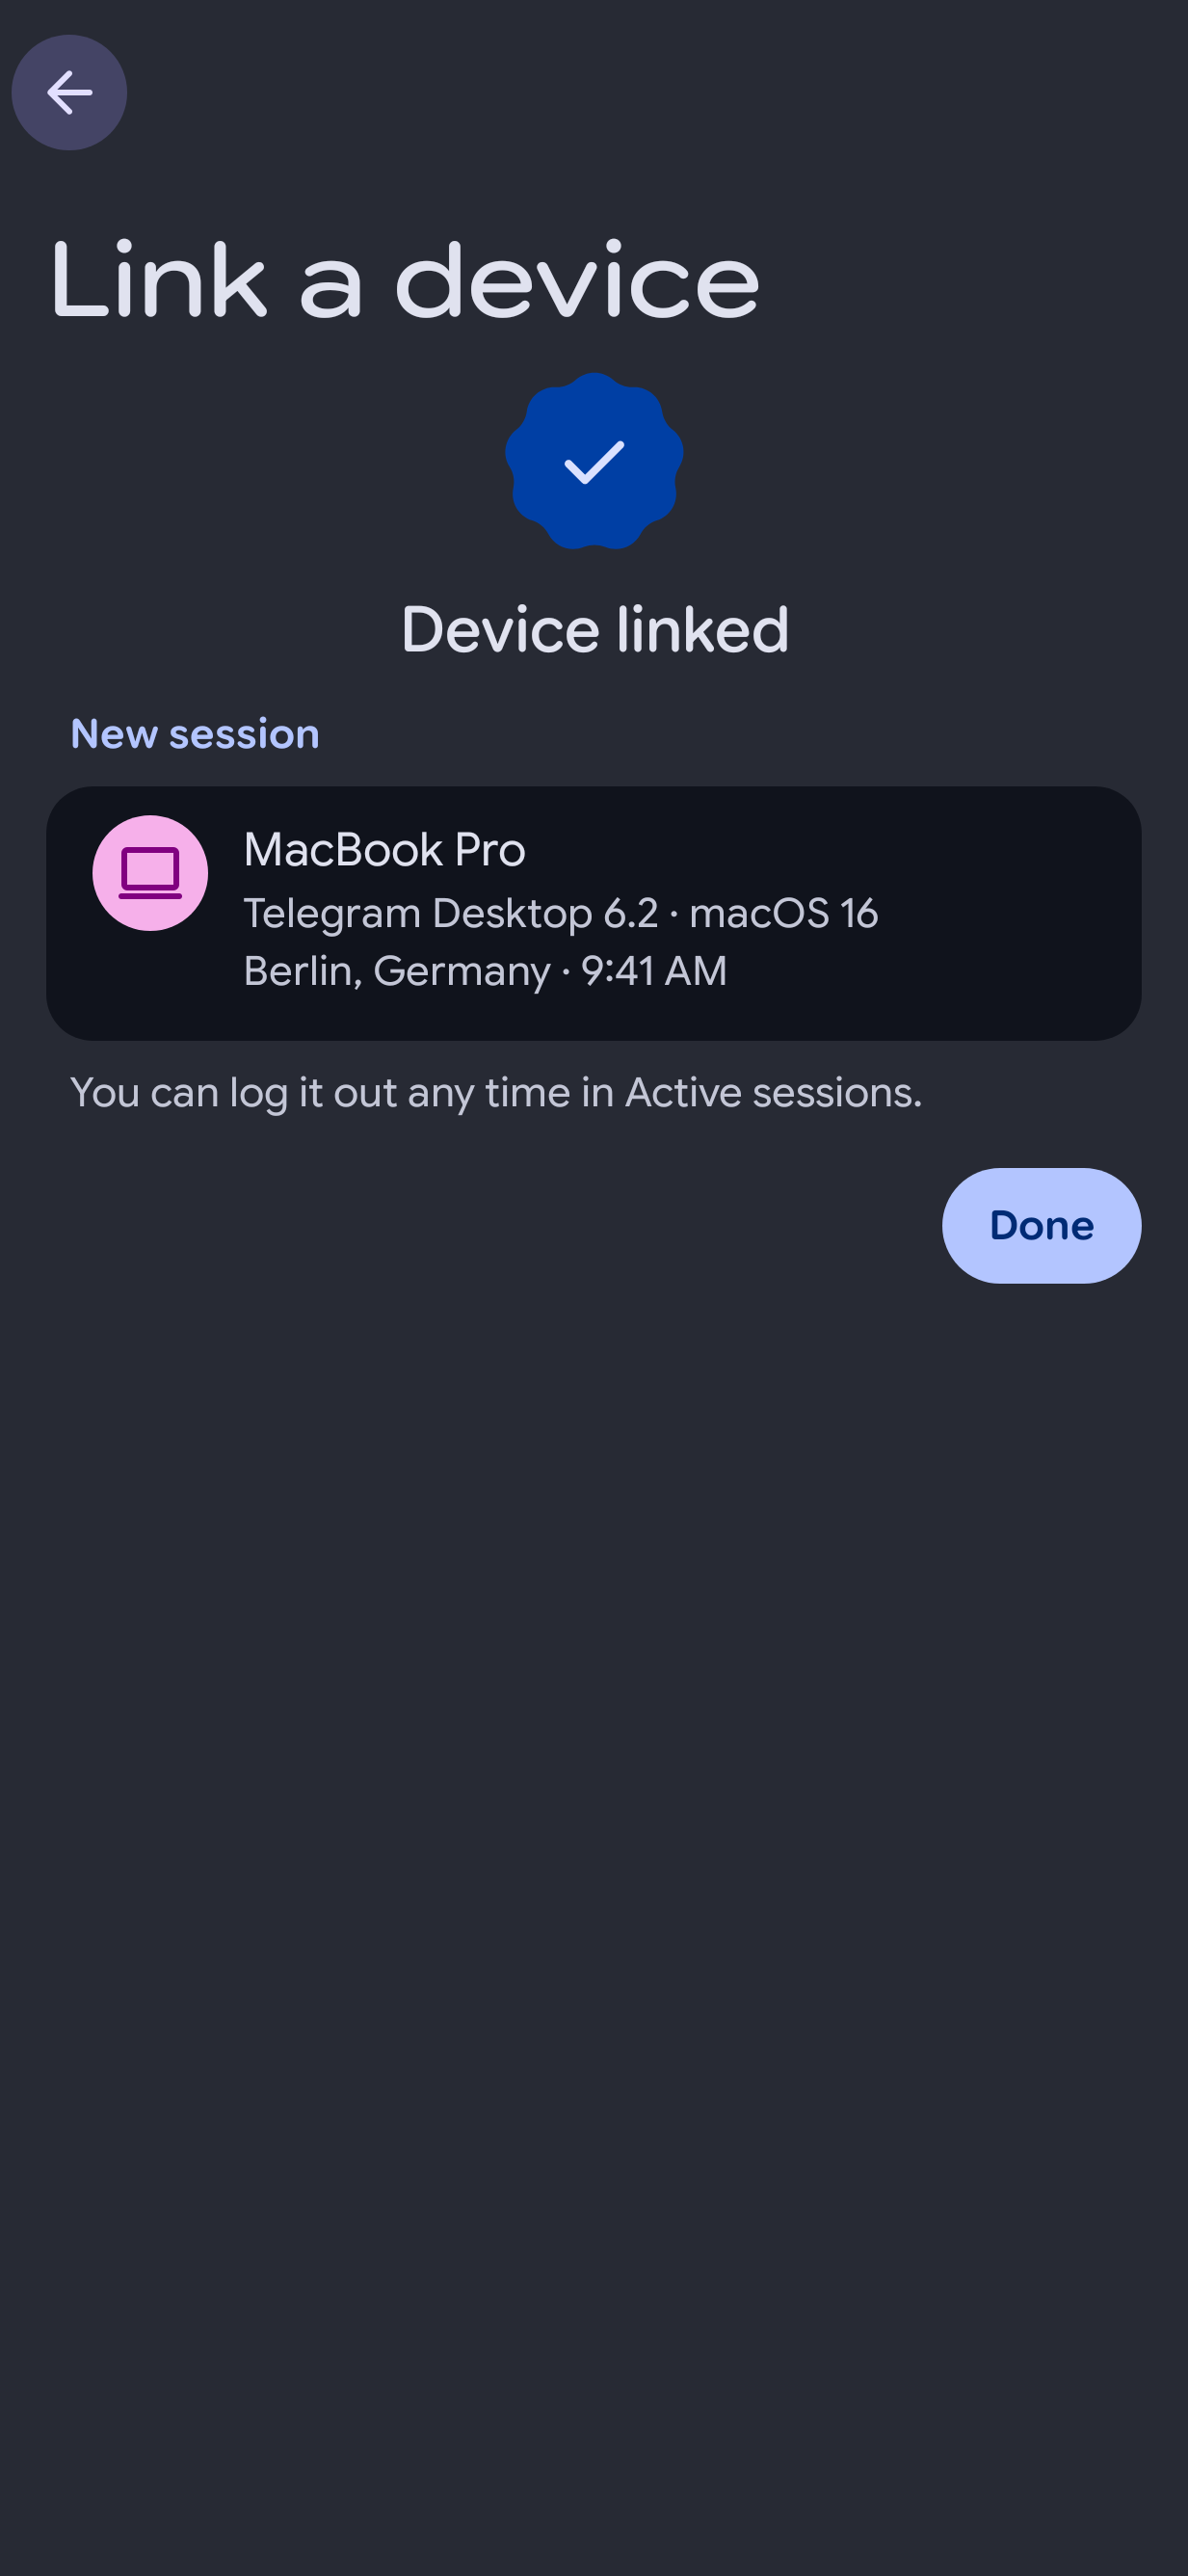 Link a device
Device linked
New session
MacBook Pro
Telegram Desktop 6.2 · macOS 16
Berlin, Germany · 9:41 AM
You can log it out any time in Active sessions.
Done